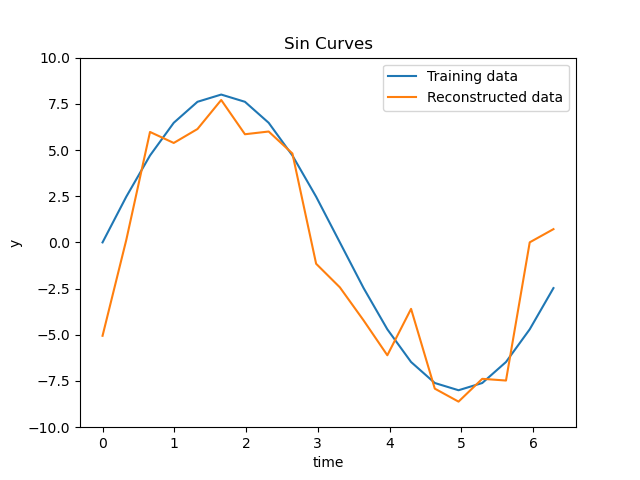 Sin Curves
Training data
Reconstructed data
10.0
7.5
5.0
2.5
0.0
−2.5
−5.0
−7.5
−10.0
y
0 1 2 3 4 5 6
time